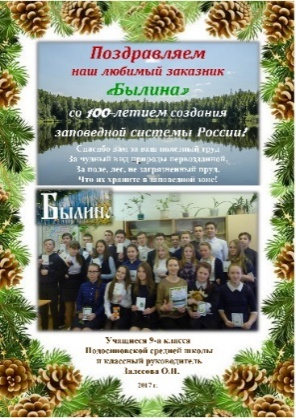 Поздравляем
наш любимый заказник
«Былина»
со 100-летием создания
заповедной системы России!
Спасибо Вам за ваш полезный труд
За чудный вид природы первозданной,
За поле, лес, не загрязненный пруд,
Что их храните в заповедной зоне!
Былина
Учащиеся 9-а класса
Подосиновской средней школы
и классный руководитель
О.Н.
2017 г.